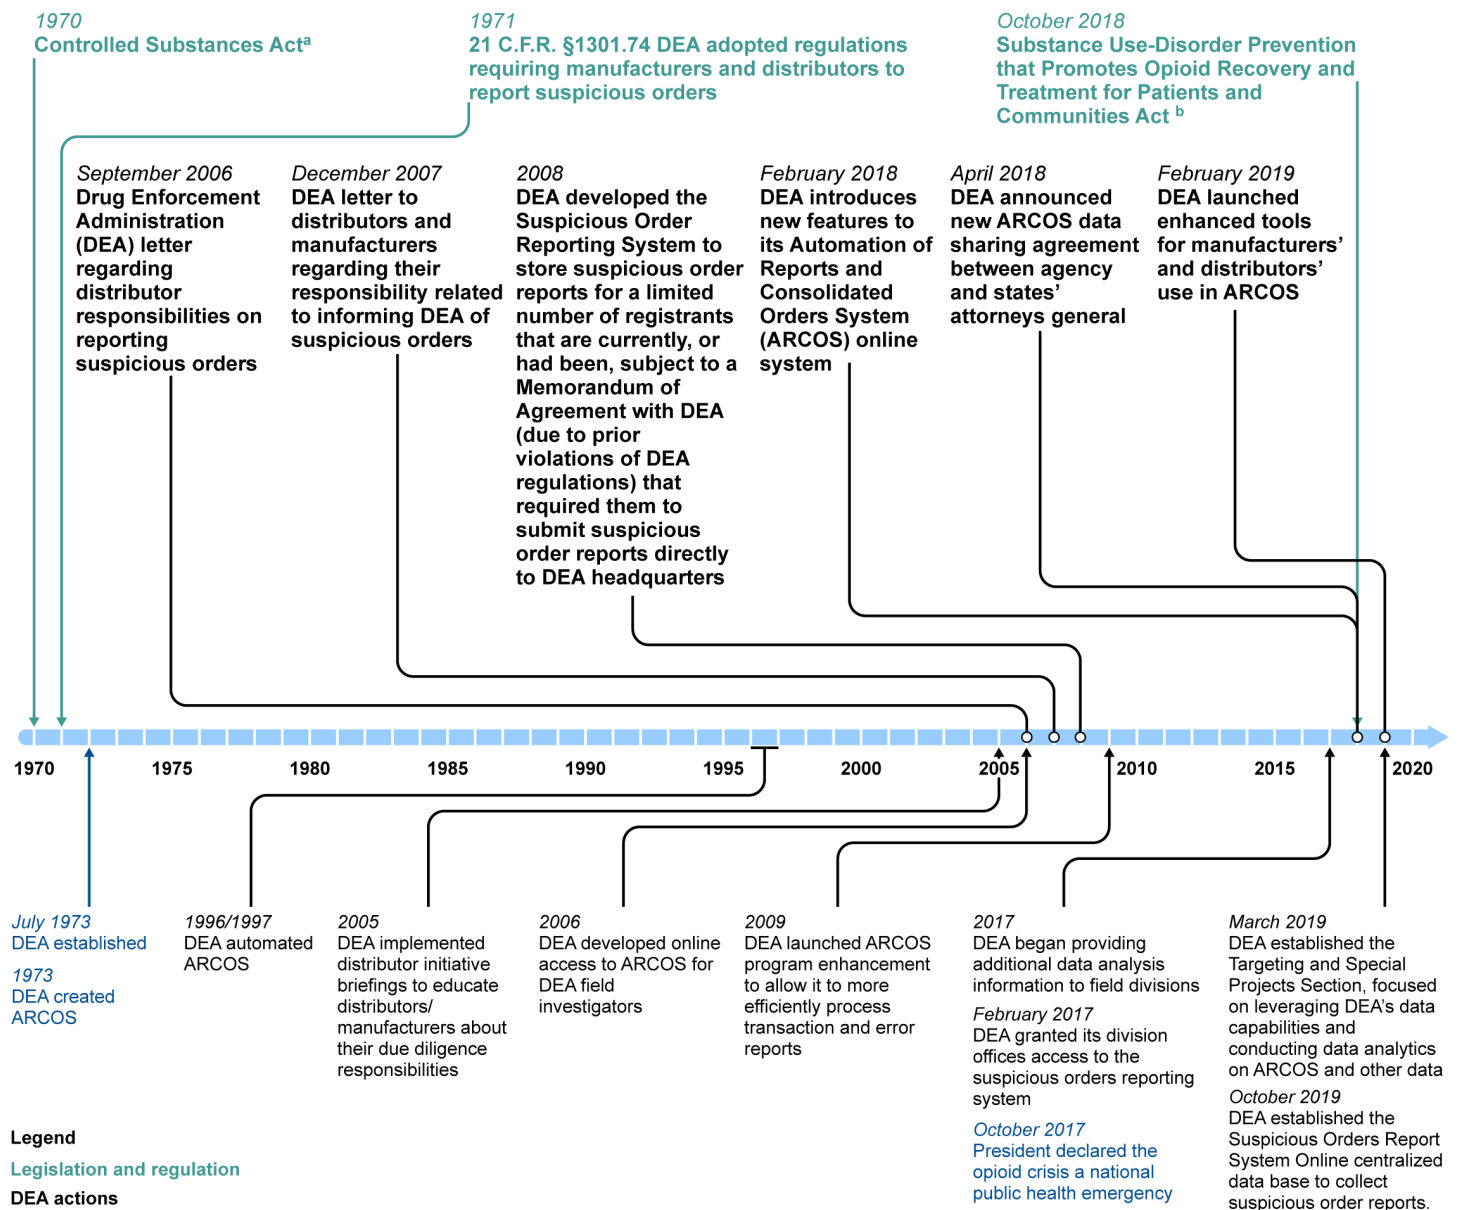 1970
Controlled Substances Actᵃ
1971
21 C.F.R. §1301.74 DEA adopted regulations
requiring manufacturers and distributors to
report suspicious orders
October 2018
Substance Use-Disorder Prevention
that Promotes Opioid Recovery and
Treatment for Patients and
Communities Act ᵇ
September 2006
Drug Enforcement
Administration
(DEA) letter
regarding
distributor
responsibilities on
reporting
suspicious orders
December 2007
DEA letter to
distributors and
manufacturers
regarding their
responsibility related
to informing DEA of
suspicious orders
2008
DEA developed the
Suspicious Order
Reporting System to
store suspicious order
reports for a limited
number of registrants
that are currently, or
had been, subject to a
Memorandum of
Agreement with DEA
(due to prior
violations of DEA
regulations) that
required them to
submit suspicious
order reports directly
to DEA headquarters
February 2018
DEA introduces
new features to
its Automation of
Reports and
Consolidated
Orders System
(ARCOS) online
system
April 2018
DEA announced
new ARCOS data
sharing agreement
between agency
and states’
attorneys general
February 2019
DEA launched
enhanced tools
for manufacturers’
and distributors’
use in ARCOS
1970 1975 1980 1985 1990 1995 2000 2005 2010 2015 2020
July 1973
DEA established
1973
DEA created
ARCOS
1996/1997
DEA automated
ARCOS
2005
DEA implemented
distributor initiative
briefings to educate
distributors/
manufacturers about
their due diligence
responsibilities
2006
DEA developed online
access to ARCOS for
DEA field
investigators
2009
DEA launched ARCOS
program enhancement
to allow it to more
efficiently process
transaction and error
reports
2017
DEA began providing
additional data analysis
information to field divisions
February 2017
DEA granted its division
offices access to the
suspicious orders reporting
system
October 2017
President declared the
opioid crisis a national
public health emergency
March 2019
DEA established the
Targeting and Special
Projects Section, focused
on leveraging DEA’s data
capabilities and
conducting data analytics
on ARCOS and other data
October 2019
DEA established the
Suspicious Orders Report
System Online centralized
data base to collect
suspicious order reports.
Legend
Legislation and regulation
DEA actions